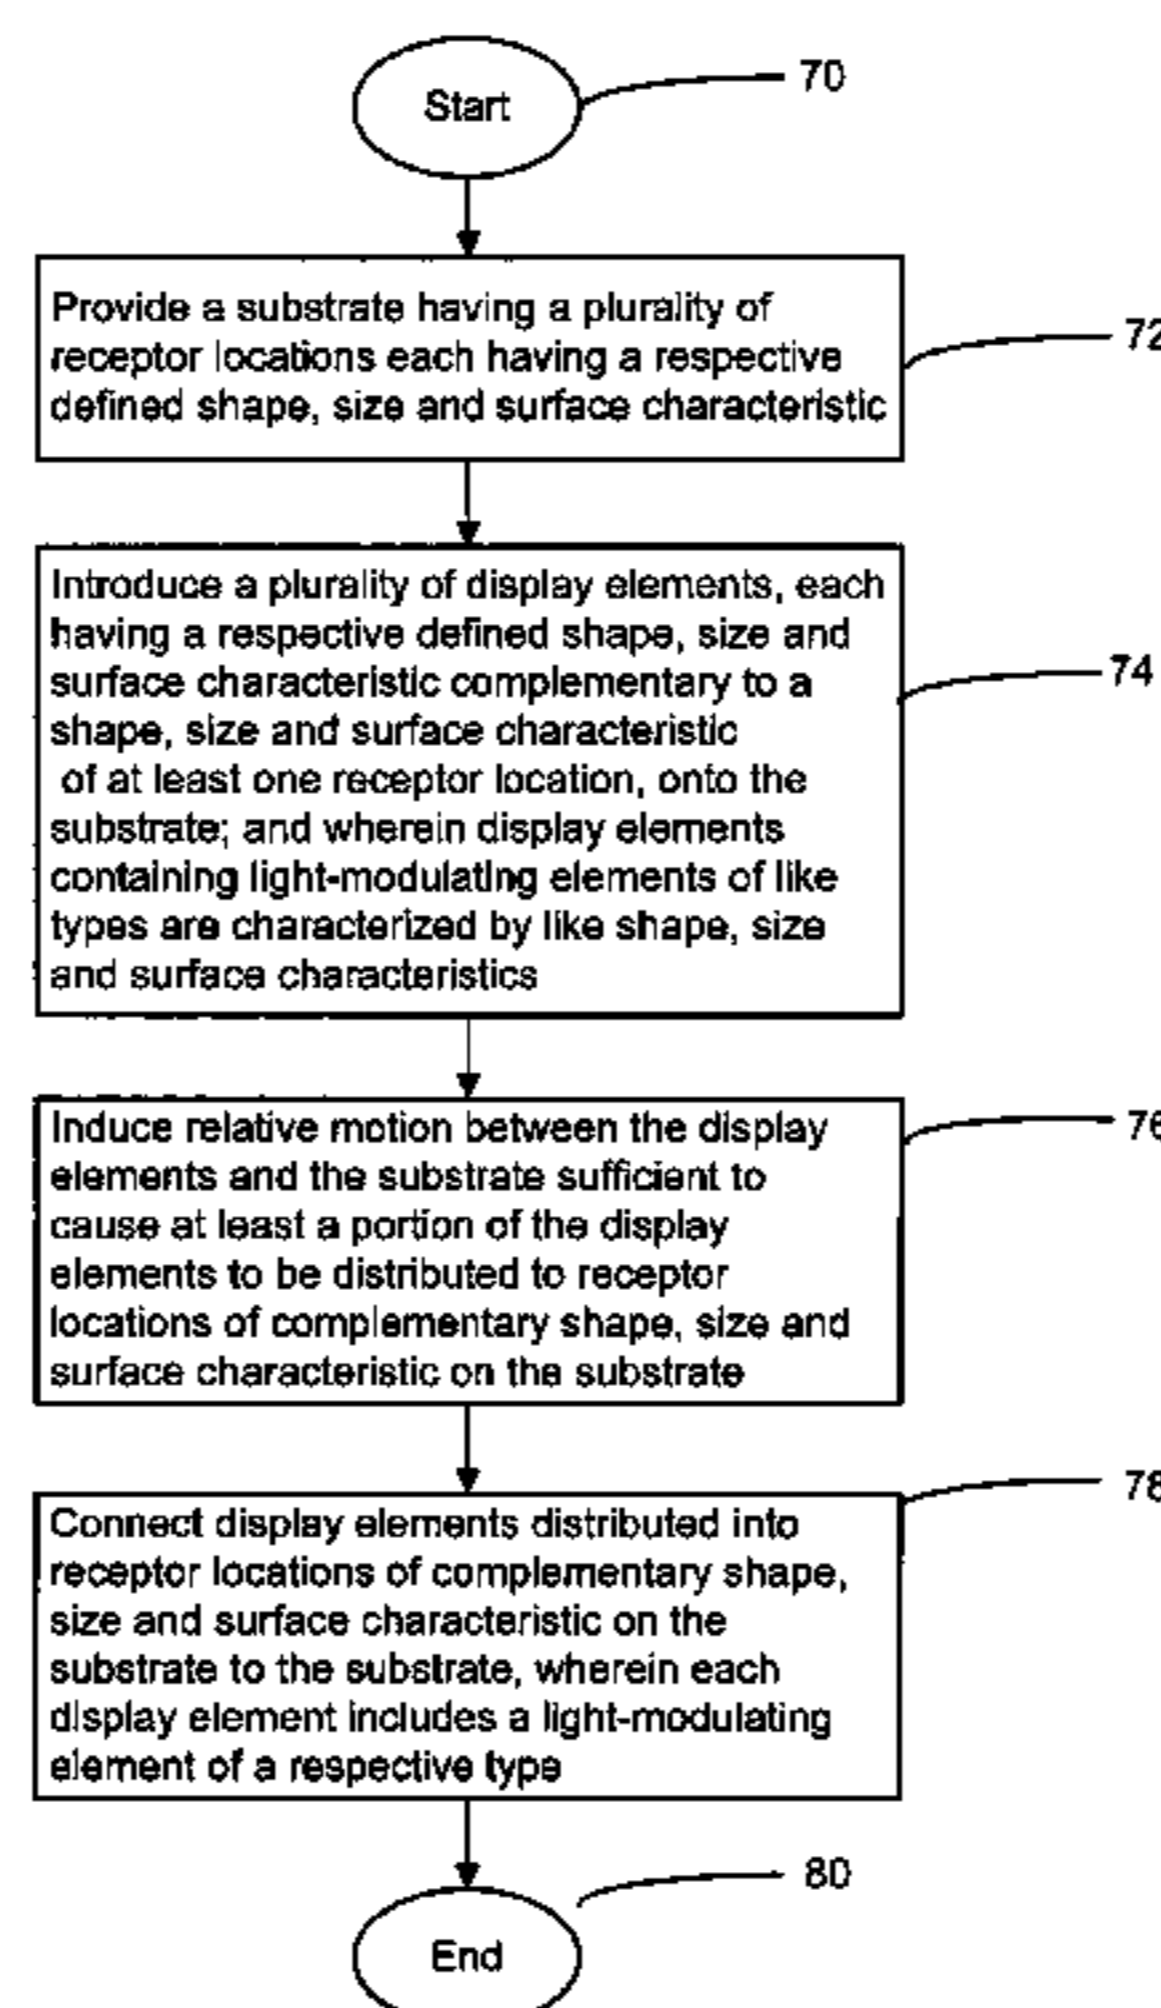 Start
70
Provide a substrate having a plurality of
receptor locations each having a respective
defined shape, size and surface characteristic
72
Introduce a plurality of display elements, each
having a respective defined shape, size and
surface characteristic complementary to a
shape, size and surface characteristic
of at least one receptor location, onto the
substrate; and wherein display elements
containing light-modulating elements of like
types are characterized by like shape, size
and surface characteristics
74
Induce relative motion between the display
elements and the substrate sufficient to
cause at least a portion of the display
elements to be distributed to receptor
locations of complementary shape, size and
surface characteristic on the substrate
76
Connect display elements distributed into
receptor locations of complementary shape,
size and surface characteristic on the
substrate to the substrate, wherein each
display element includes a light-modulating
element of a respective type
78
80
End